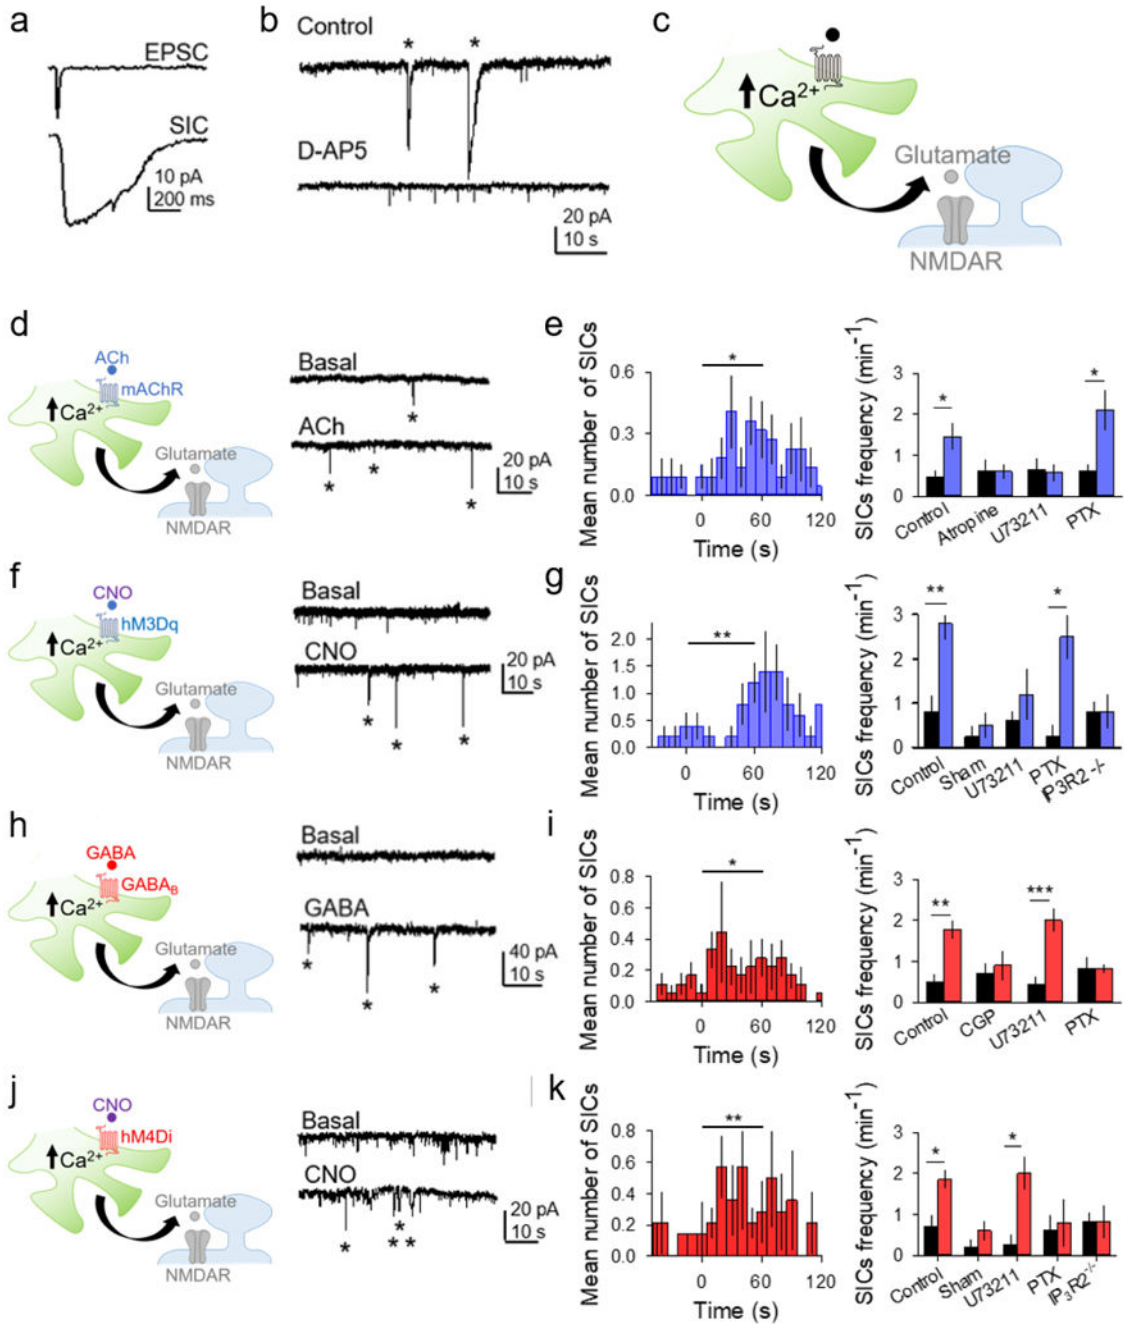 a
EPSC
SIC
10 pA
200 ms
b
Control
*
*
D-AP5
20 pA
10 s
c
Ca2+
Glutamate
NMDAR
d
ACh
mAChR
Ca2+
Glutamate
NMDAR
Basal
*
ACh
*
*
*
20 pA
10 s
e
Mean number of SICs
0.6
0.3
0.0
*
0
60
120
Time (s)
SICs frequency (min-1)
3
2
1
0
*
*
Control
Atropine
U73211
PTX
f
CNO
hM3Dq
Ca2+
Glutamate
NMDAR
Basal
CNO
*
*
*
20 pA
10 s
g
Mean number of SICs
2.0
1.5
1.0
0.5
0.0
**
0
60
120
Time (s)
SICs frequency (min-1)
3
2
1
0
**
*
Control
Sham
U73211
PTX
IP3R2-/-
h
GABA
GABAB
Ca2+
Glutamate
NMDAR
Basal
GABA
*
*
*
40 pA
10 s
i
Mean number of SICs
0.8
0.6
0.4
0.2
0.0
*
0
60
120
Time (s)
SICs frequency (min-1)
3
2
1
0
**
***
Control
CGP
U73211
PTX
j
CNO
hM4Di
Ca2+
Glutamate
NMDAR
Basal
CNO
*
*
*
*
20 pA
10 s
k
Mean number of SICs
0.8
0.6
0.4
0.2
0.0
**
0
60
120
Time (s)
SICs frequency (min-1)
3
2
1
0
*
*
Control
Sham
U73211
PTX
IP3R2-/-